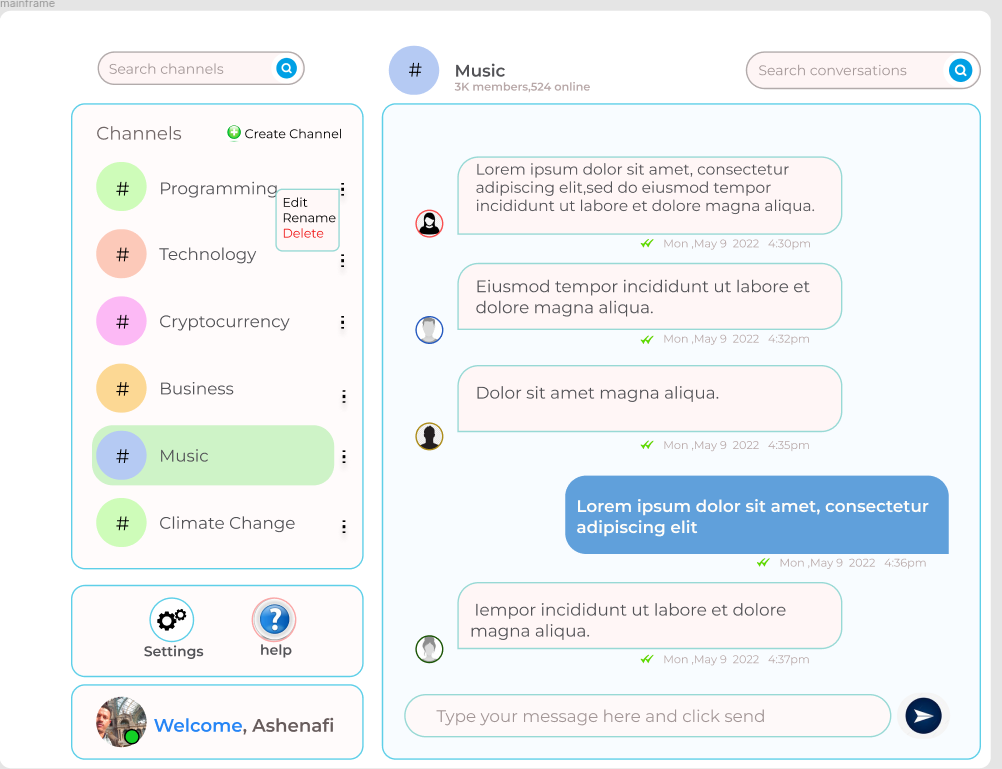 mainframe
Search channels
#
Music
3K members,524 online
Search conversations
Channels
Create Channel
# Programming
Edit
Rename
Delete
# Technology
# Cryptocurrency
# Business
# Music
# Climate Change
Settings
help
Welcome, Ashenafi
Lorem ipsum dolor sit amet, consectetur
adipiscing elit,sed do eiusmod tempor
incididunt ut labore et dolore magna aliqua.
Mon ,May 9 2022 4:30pm
Eiusmod tempor incididunt ut labore et
dolore magna aliqua.
Mon ,May 9 2022 4:32pm
Dolor sit amet magna aliqua.
Mon ,May 9 2022 4:35pm
Lorem ipsum dolor sit amet, consectetur
adipiscing elit
Mon ,May 9 2022 4:36pm
Iempor incididunt ut labore et dolore
magna aliqua.
Mon ,May 9 2022 4:37pm
Type your message here and click send